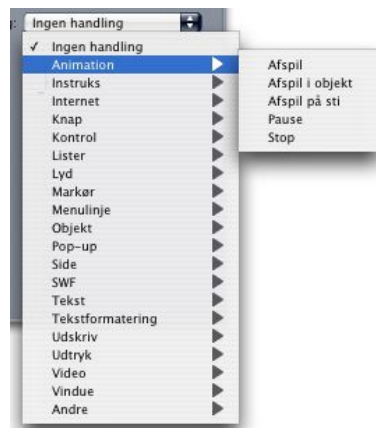 Ingen handling
✓ Ingen handling
Animation
Instruks
Internet
Knap
Kontrol
Lister
Lyd
Markør
Menulinje
Objekt
Pop-up
Side
SWF
Tekst
Tekstformatering
Udskriv
Udtryk
Video
Vindue
Andre
Afspil
Afspil i objekt
Afspil på sti
Pause
Stop